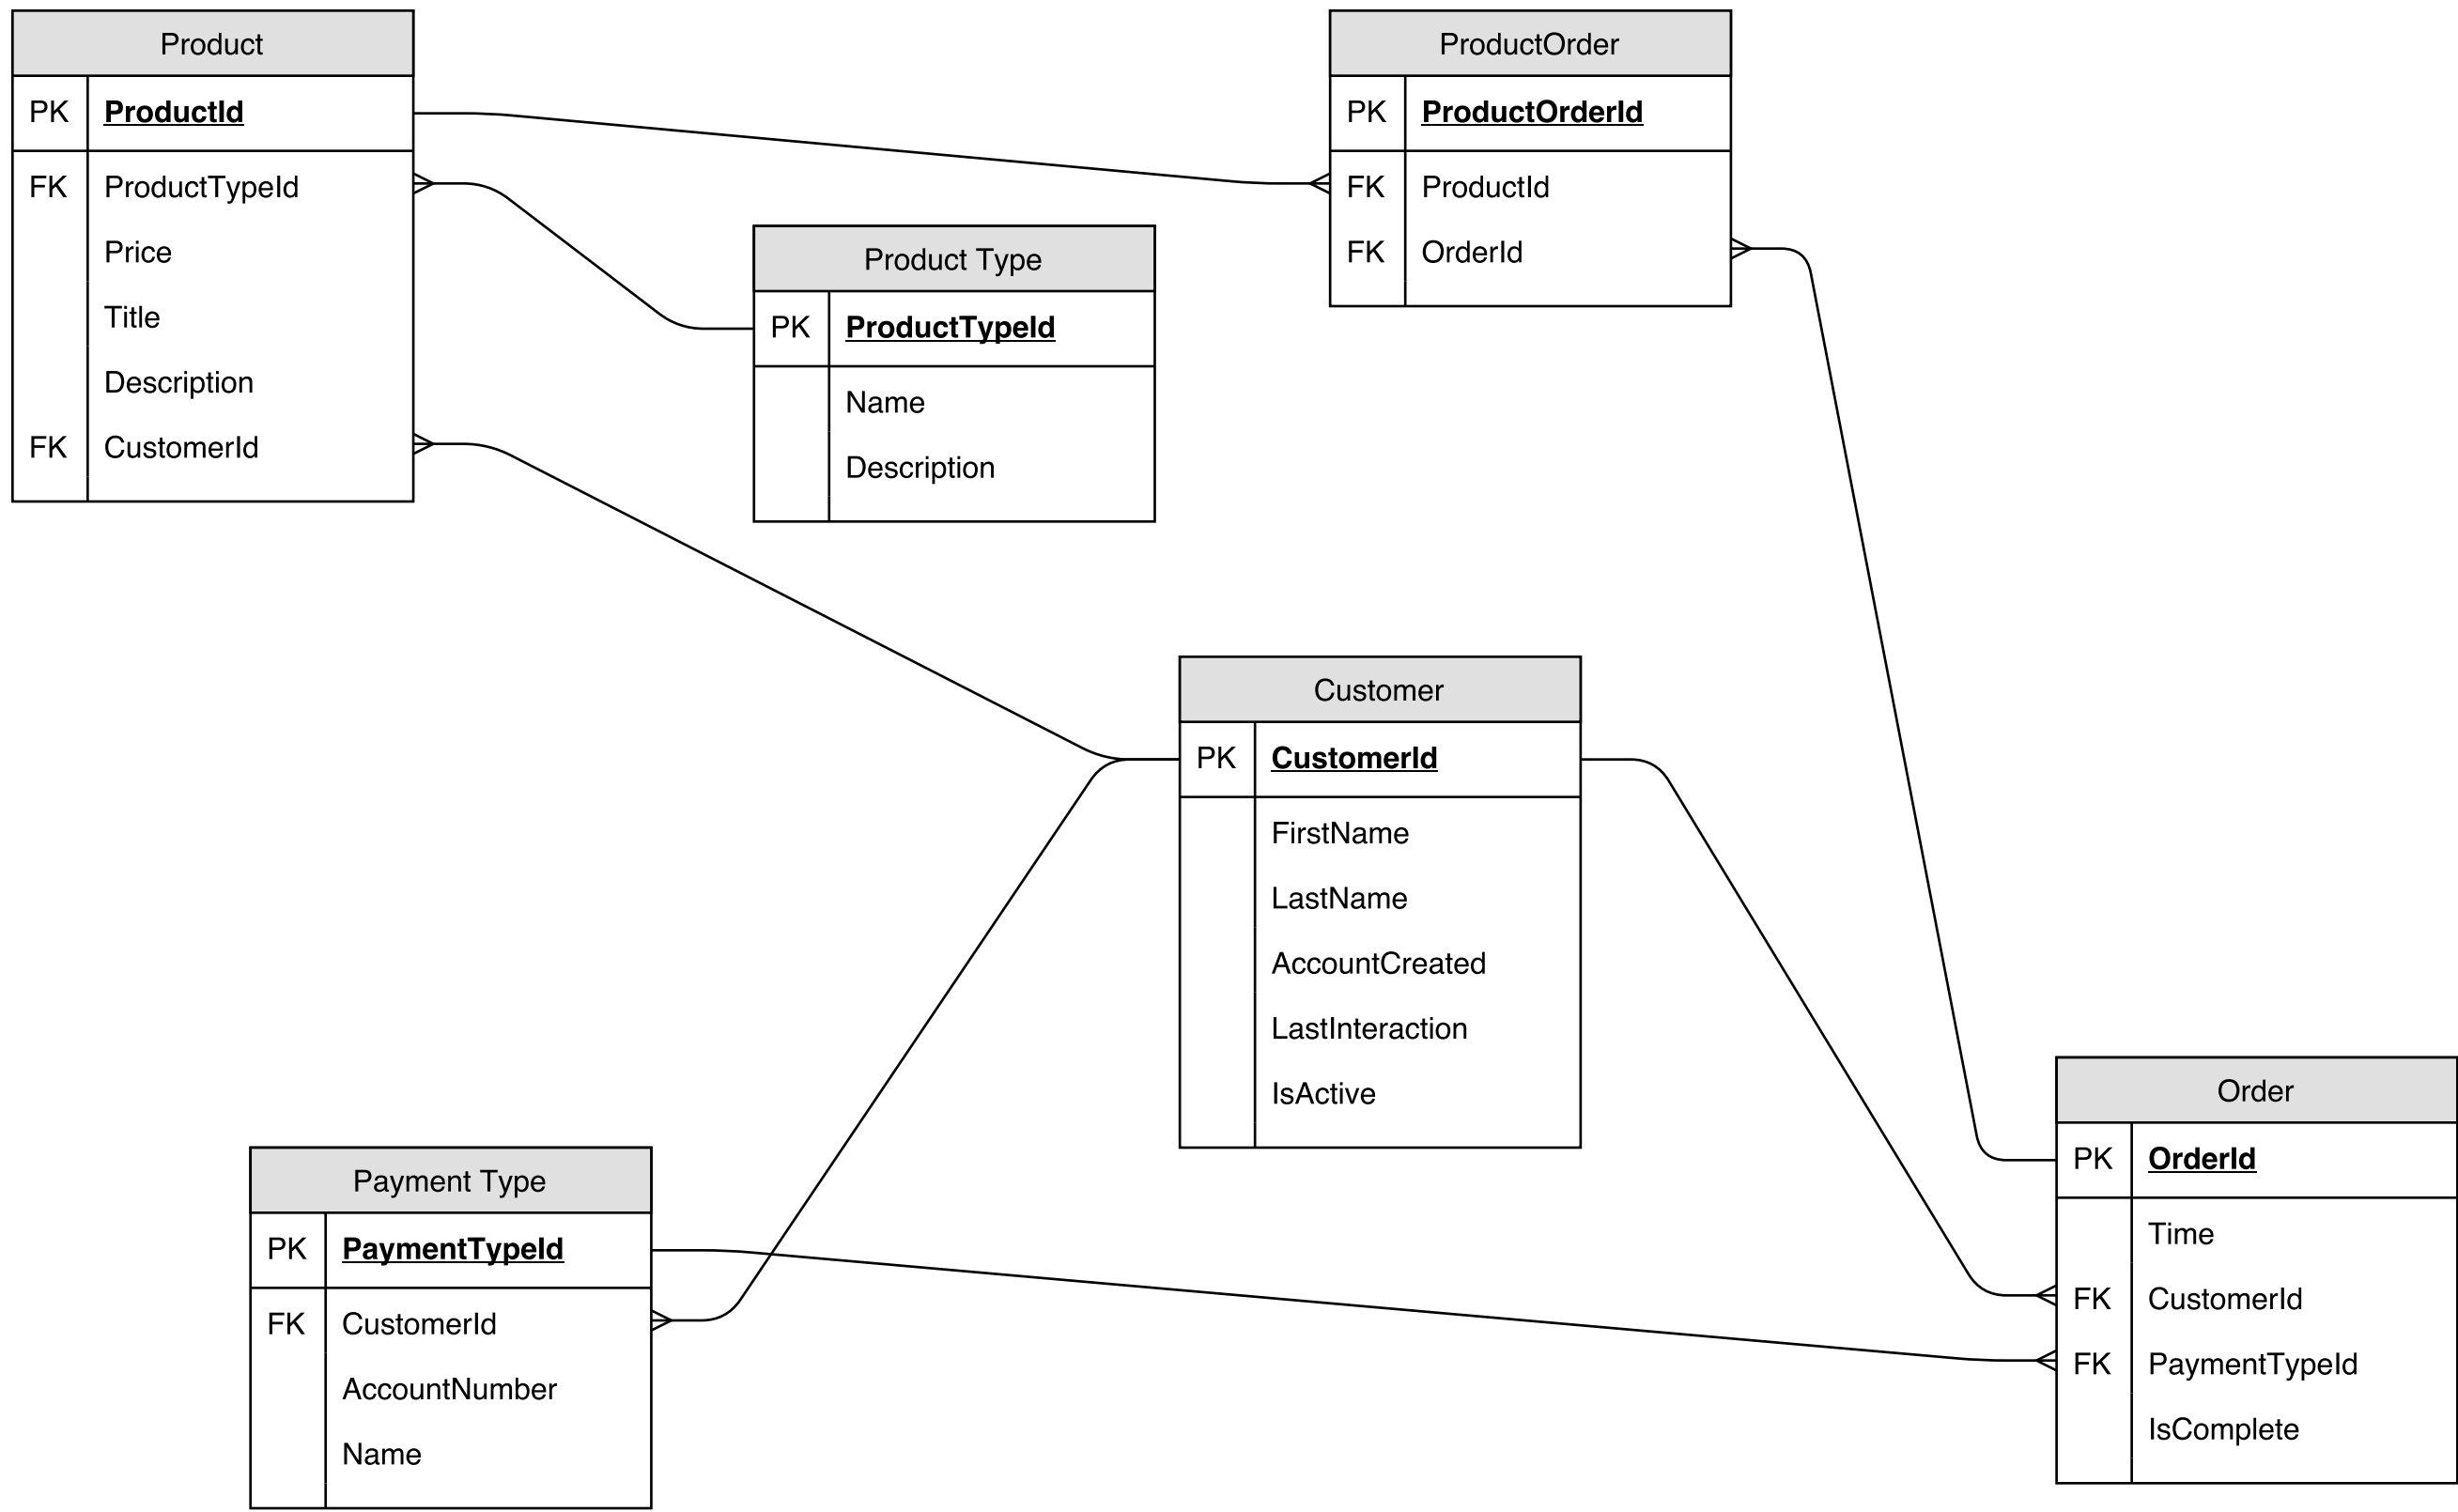 Product
PK ProductId
FK ProductTypeId
Price
Title
Description
FK CustomerId
ProductOrder
PK ProductOrderId
FK ProductId
FK OrderId
Product Type
PK ProductTypeId
Name
Description
Customer
PK CustomerId
FirstName
LastName
AccountCreated
LastInteraction
IsActive
Payment Type
PK PaymentTypeId
FK CustomerId
AccountNumber
Name
Order
PK OrderId
Time
FK CustomerId
FK PaymentTypeId
IsComplete